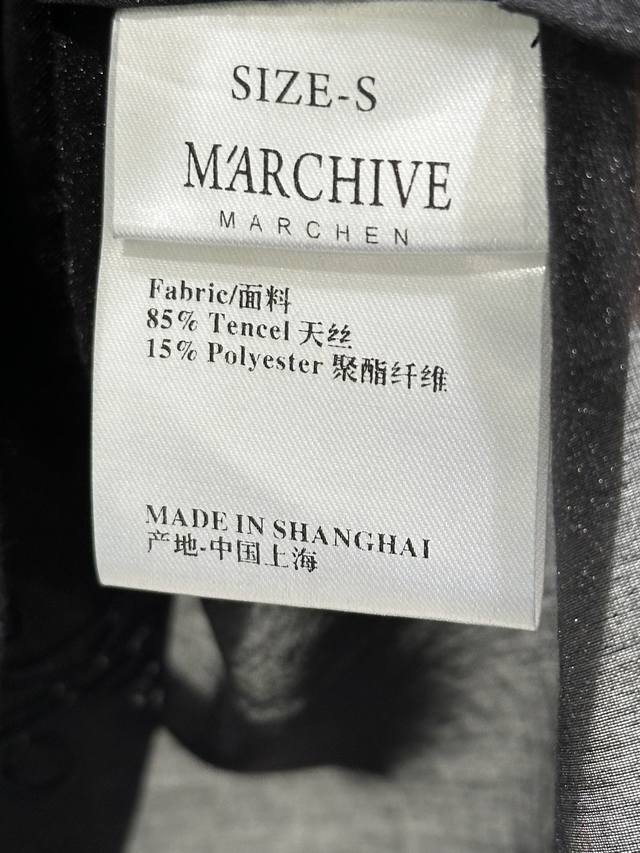 SIZE-S
M'ARCHIVE
MARCHEN
Fabric/面料
85% Tencel 天丝
15% Polyester 聚酯纤维
MADE IN SHANGHAI
产地-中国上海